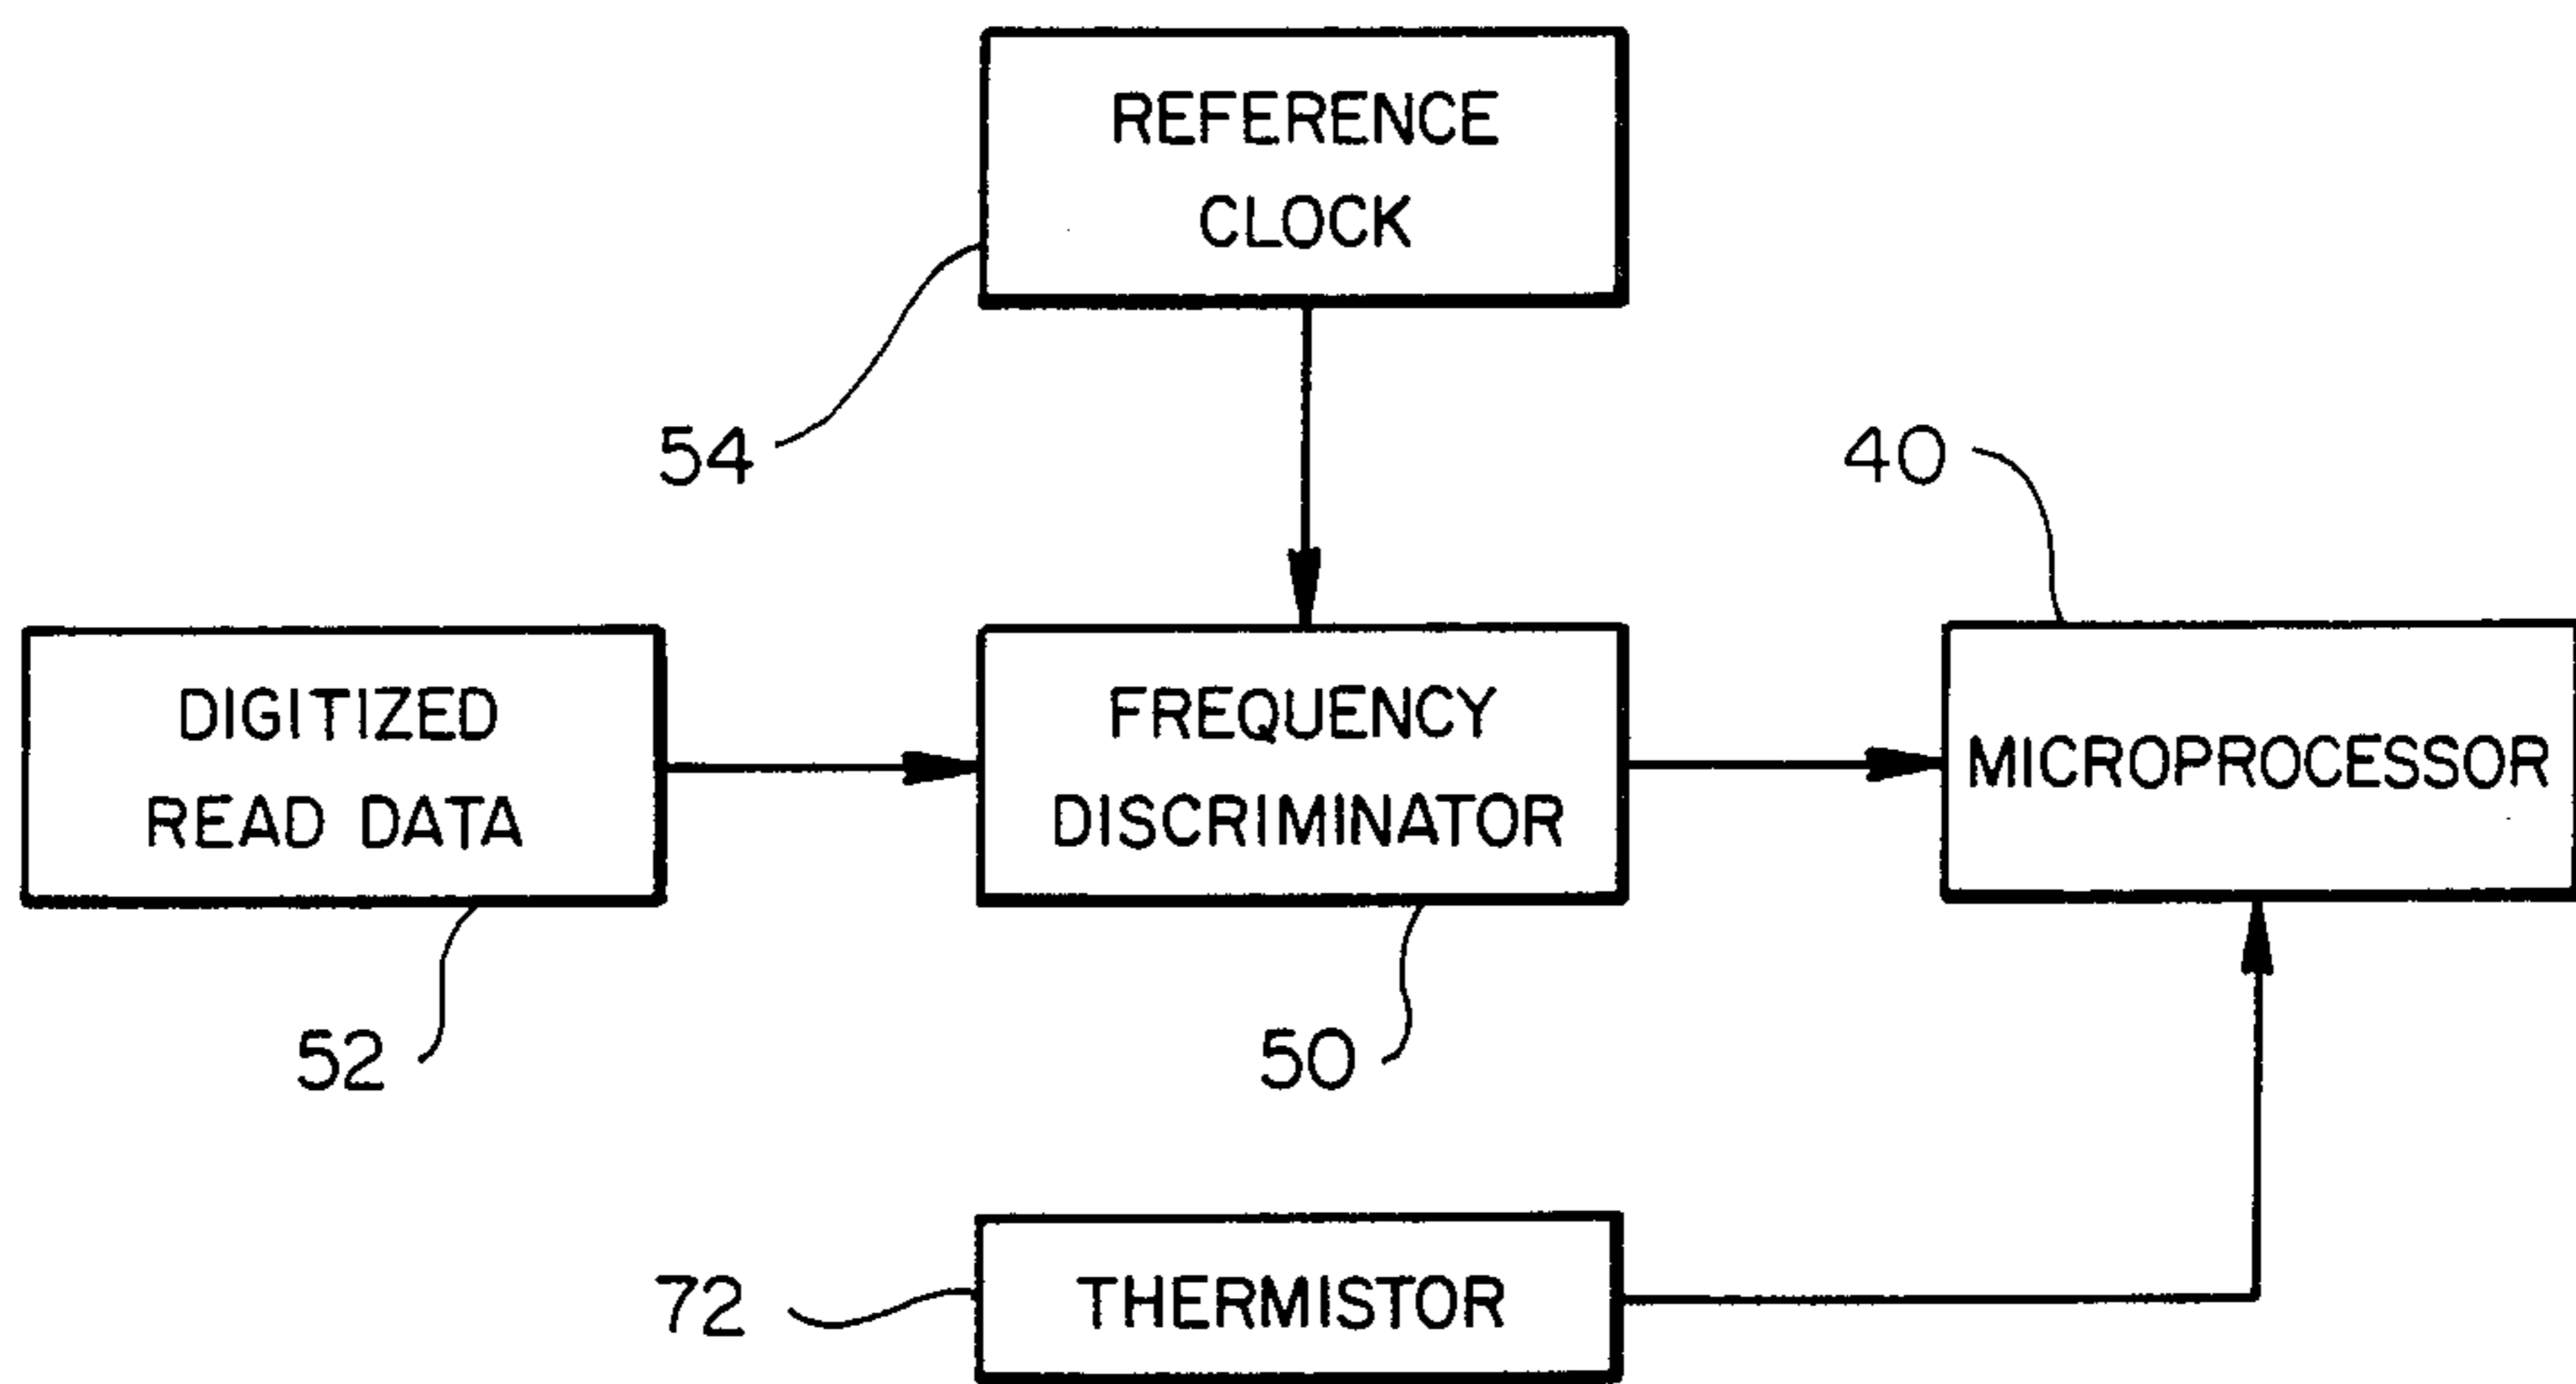 REFERENCE
CLOCK
54
40
DIGITIZED
READ DATA
FREQUENCY
DISCRIMINATOR
MICROPROCESSOR
52
50
72
THERMISTOR